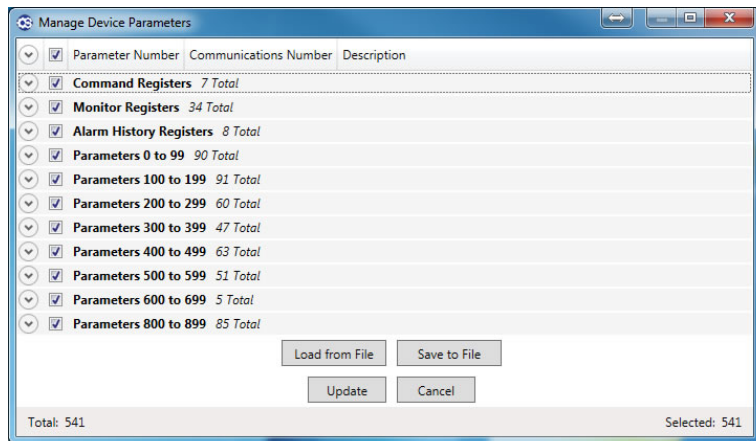 Manage Device Parameters
Parameter Number Communications Number Description
Command Registers 7 Total
Monitor Registers 34 Total
Alarm History Registers 8 Total
Parameters 0 to 99 90 Total
Parameters 100 to 199 91 Total
Parameters 200 to 299 60 Total
Parameters 300 to 399 47 Total
Parameters 400 to 499 63 Total
Parameters 500 to 599 51 Total
Parameters 600 to 699 5 Total
Parameters 800 to 899 85 Total
Load from File Save to File
Update Cancel
Total: 541 Selected: 541